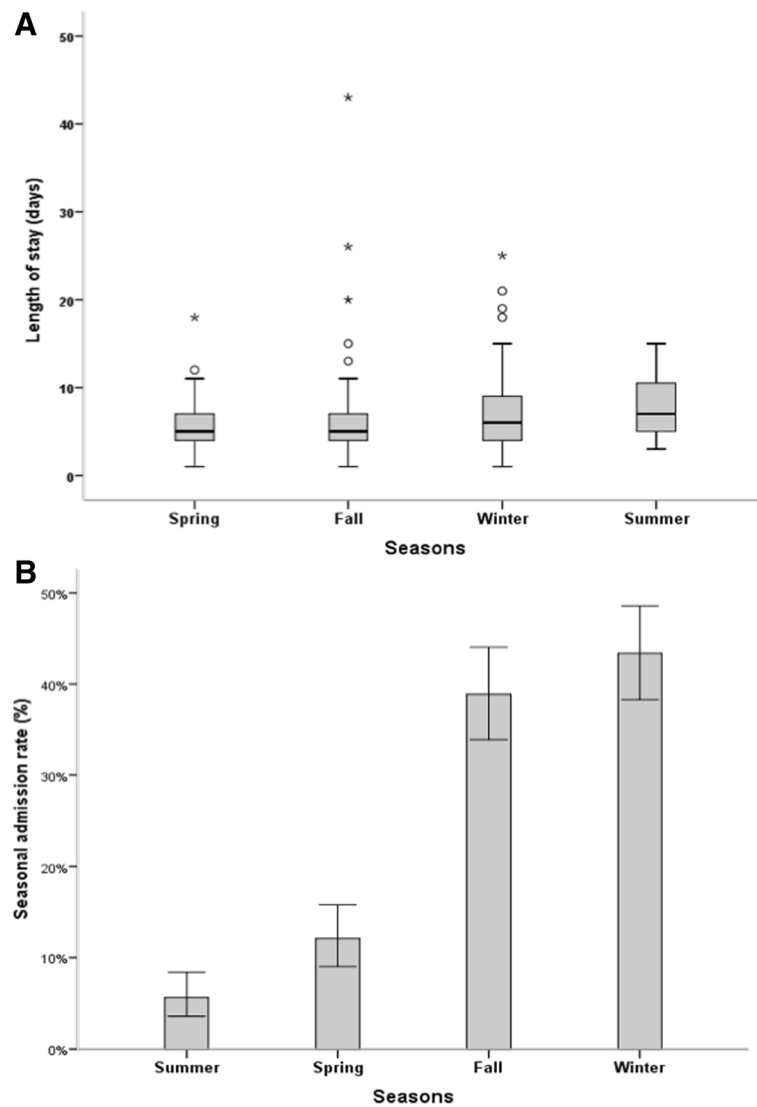 A
Length of stay (days)
50
40
30
20
10
0
Spring Fall Winter Summer
Seasons
B
Seasonal admission rate (%)
50%
40%
30%
20%
10%
0%
Summer Spring Fall Winter
Seasons